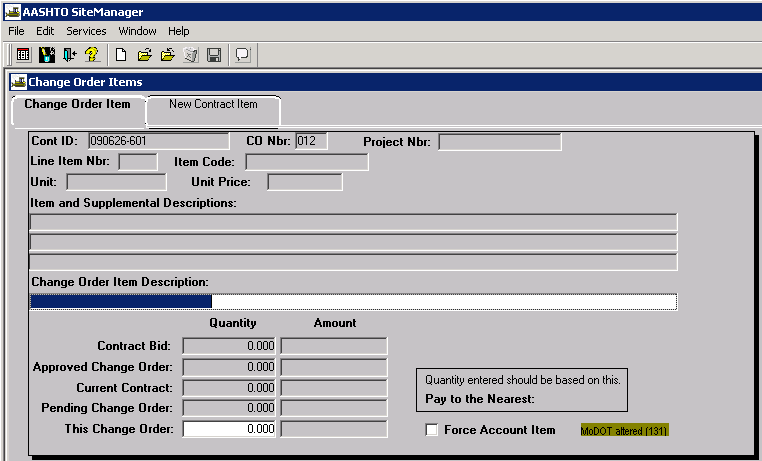 AASHTO SiteManager
File Edit Services Window Help
Change Order Items
Change Order Item New Contract Item
Cont ID: 090626-601 CO Nbr: 012 Project Nbr:
Line Item Nbr: Item Code:
Unit: Unit Price:
Item and Supplemental Descriptions:
Change Order Item Description:
Quantity Amount
Contract Bid: 0.000
Approved Change Order: 0.000
Current Contract: 0.000
Pending Change Order: 0.000
This Change Order: 0.000
Quantity entered should be based on this.
Pay to the Nearest:
Force Account Item MoDOT altered (131)